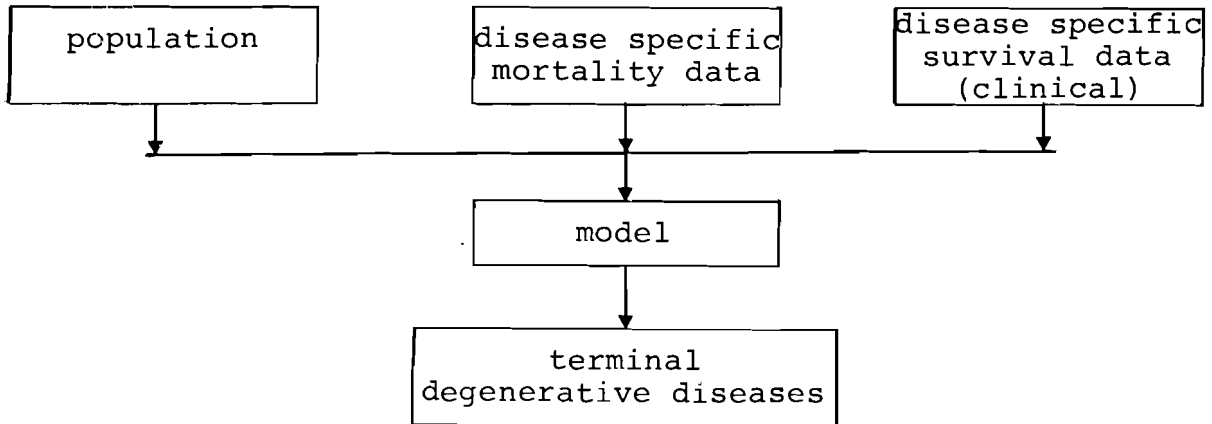 population
disease specific
mortality data
disease specific
survival data
(clinical)
model
terminal
degenerative diseases